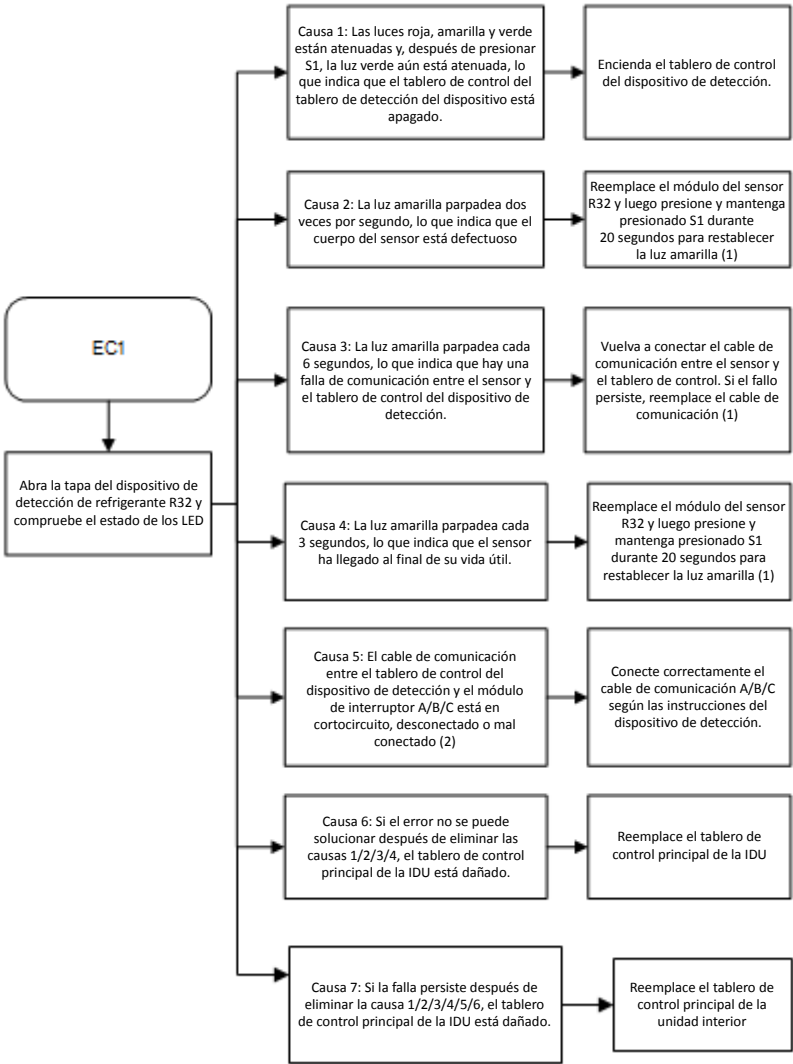 Causa 1: Las luces roja, amarilla y verde
están atenuadas y, después de presionar
S1, la luz verde aún está atenuada, lo
que indica que el tablero de control del
tablero de detección del dispositivo está
apagado.
Encienda el tablero de control
del dispositivo de detección.
Causa 2: La luz amarilla parpadea dos
veces por segundo, lo que indica que el
cuerpo del sensor está defectuoso
Reemplace el módulo del sensor
R32 y luego presione y mantenga
presionado S1 durante
20 segundos para restablecer
la luz amarilla (1)
EC1
Causa 3: La luz amarilla parpadea cada
6 segundos, lo que indica que hay una
falla de comunicación entre el sensor y
el tablero de control del dispositivo de
detección.
Vuelva a conectar el cable de
comunicación entre el sensor y
el tablero de control. Si el fallo
persiste, reemplace el cable de
comunicación (1)
Abra la tapa del dispositivo de
detección de refrigerante R32 y
compruebe el estado de los LED
Causa 4: La luz amarilla parpadea cada
3 segundos, lo que indica que el sensor
ha llegado al final de su vida útil.
Reemplace el módulo del sensor
R32 y luego presione y
mantenga presionado S1
durante 20 segundos para
restablecer la luz amarilla (1)
Causa 5: El cable de comunicación
entre el tablero de control del
dispositivo de detección y el módulo
de interruptor A/B/C está en
cortocircuito, desconectado o mal
conectado (2)
Conecte correctamente el
cable de comunicación A/B/C
según las instrucciones del
dispositivo de detección.
Causa 6: Si el error no se puede
solucionar después de eliminar las
causas 1/2/3/4, el tablero de control
principal de la IDU está dañado.
Reemplace el tablero de
control principal de la IDU
Causa 7: Si la falla persiste después de
eliminar la causa 1/2/3/4/5/6, el tablero
de control principal de la IDU está dañado.
Reemplace el tablero de
control principal de la
unidad interior